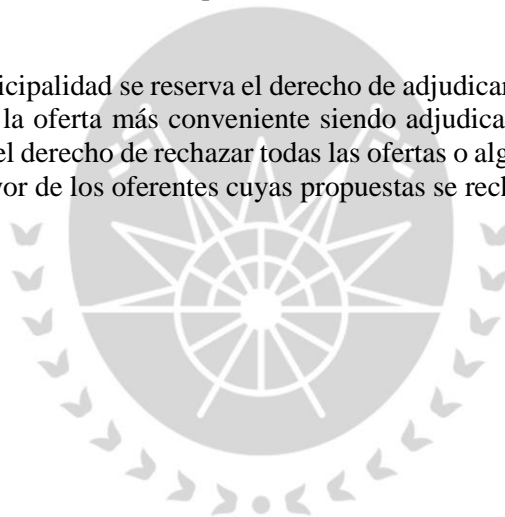 icipalidad se reserva el derecho de adjudicar
la oferta más conveniente siendo adjudica
el derecho de rechazar todas las ofertas o alg
vor de los oferentes cuyas propuestas se rech